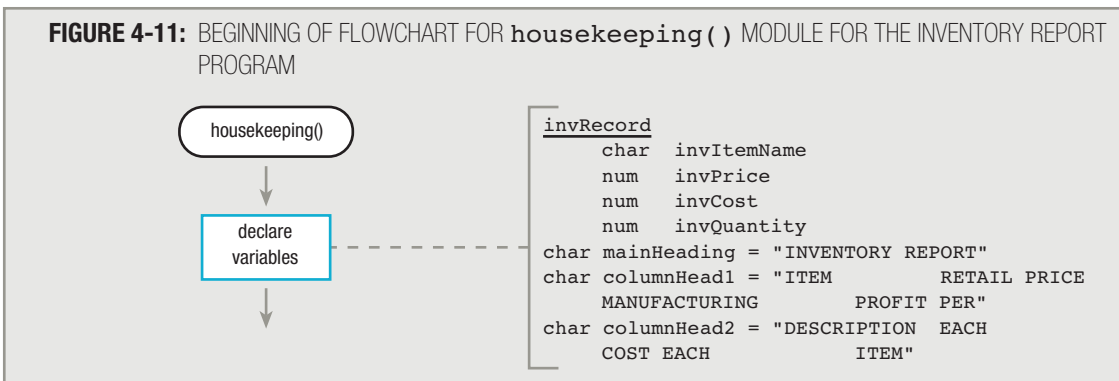 FIGURE 4-11: BEGINNING OF FLOWCHART FOR housekeeping() MODULE FOR THE INVENTORY REPORT
PROGRAM
housekeeping()
declare
variables
invRecord
char invItemName
num invPrice
num invCost
num invQuantity
char mainHeading = "INVENTORY REPORT"
char columnHead1 = "ITEM RETAIL PRICE
MANUFACTURING PROFIT PER"
char columnHead2 = "DESCRIPTION EACH
COST EACH ITEM"